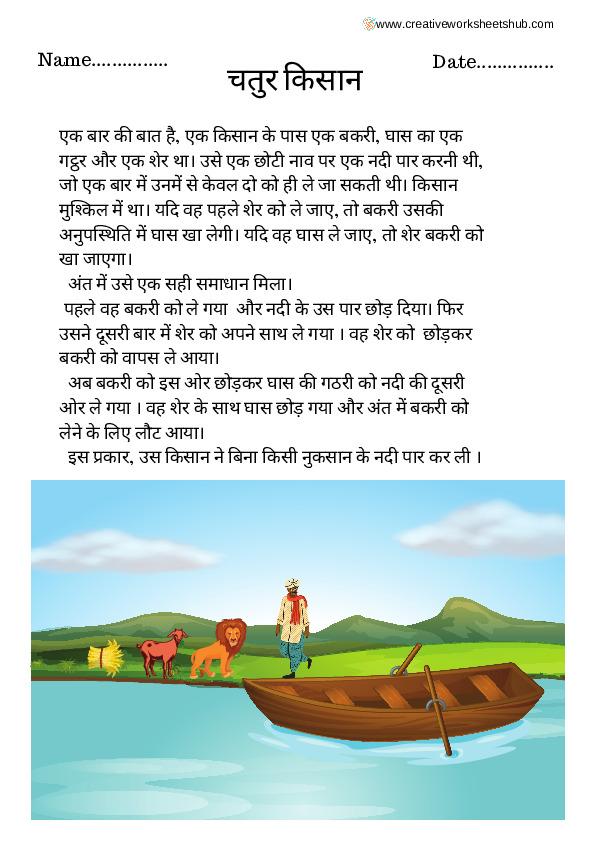 www.creativeworksheetshub.com
Name...............
Date...............
चतुर किसान
एक बार की बात है, एक किसान के पास एक बकरी, घास का एक
गट्ठर और एक शेर था। उसे एक छोटी नाव पर एक नदी पार करनी थी,
जो एक बार में उनमें से केवल दो को ही ले जा सकती थी। किसान
मुश्किल में था। यदि वह पहले शेर को ले जाए, तो बकरी उसकी
अनुपस्थिति में घास खा लेगी। यदि वह घास ले जाए, तो शेर बकरी को
खा जाएगा।
अंत में उसे एक सही समाधान मिला।
पहले वह बकरी को ले गया और नदी के उस पार छोड़ दिया। फिर
उसने दूसरी बार में शेर को अपने साथ ले गया । वह शेर को छोड़कर
बकरी को वापस ले आया।
अब बकरी को इस ओर छोड़कर घास की गठरी को नदी की दूसरी
ओर ले गया । वह शेर के साथ घास छोड़ गया और अंत में बकरी को
लेने के लिए लौट आया।
इस प्रकार, उस किसान ने बिना किसी नुकसान के नदी पार कर ली ।